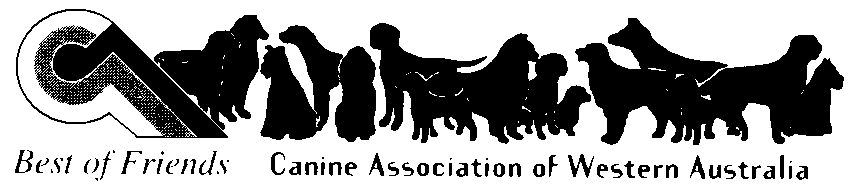 Best of Friends Canine Association of Western Australia